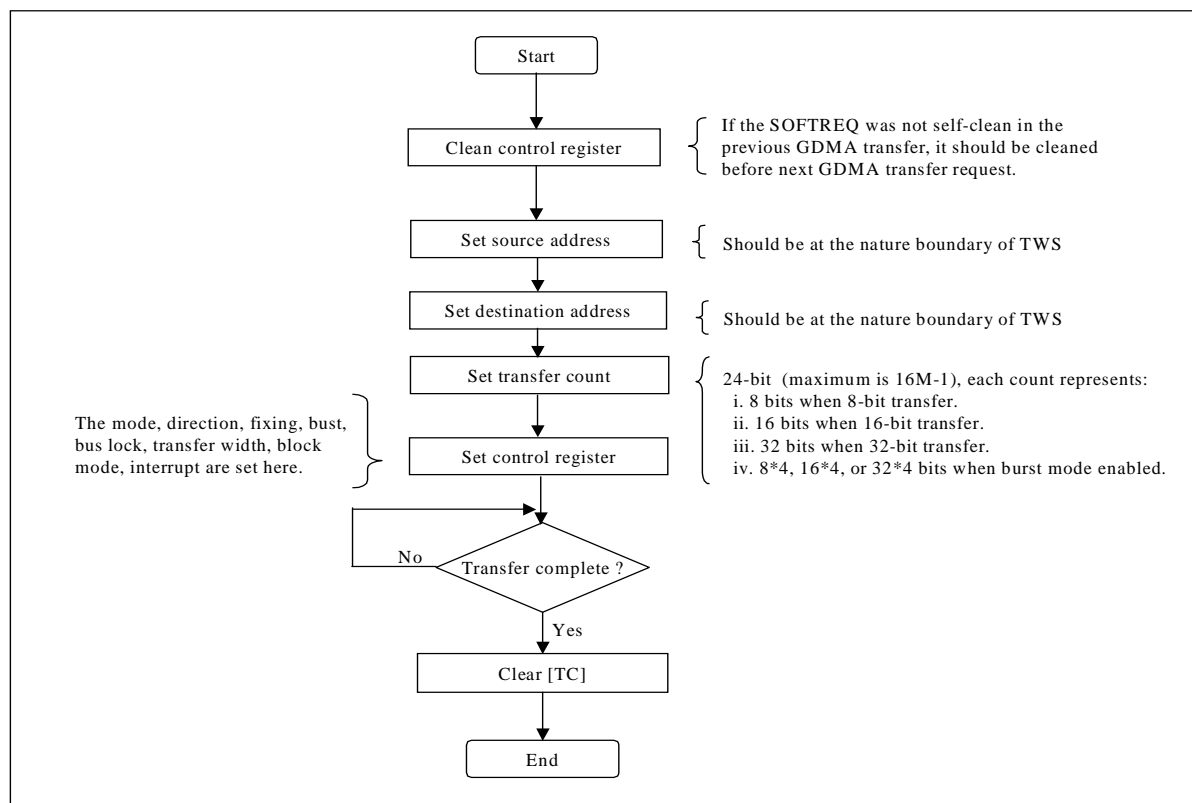 Start
Clean control register
If the SOFTREQ was not self-clean in the
previous GDMA transfer, it should be cleaned
before next GDMA transfer request.
Set source address
Should be at the nature boundary of TWS
Set destination address
Should be at the nature boundary of TWS
Set transfer count
24-bit (maximum is 16M-1), each count represents:
i. 8 bits when 8-bit transfer.
ii. 16 bits when 16-bit transfer.
iii. 32 bits when 32-bit transfer.
iv. 8*4, 16*4, or 32*4 bits when burst mode enabled.
The mode, direction, fixing, bust,
bus lock, transfer width, block
mode, interrupt are set here.
Set control register
No
Transfer complete ?
Yes
Clear [TC]
End